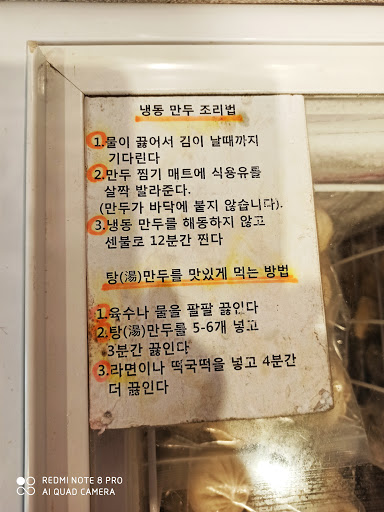 냉동 만두 조리법
1.물이 끓어서 김이 날때까지
기다린다
2.만두 찜기 매트에 식용유를
살짝 발라준다.
(만두가 바닥에 붙지 않습니다).
3.냉동 만두를 해동하지 않고
센불로 12분간 찐다
탕(湯)만두를 맛있게 먹는 방법
1.육수나 물을 팔팔 끓인다
2.탕(湯)만두를 5-6개 넣고
3분간 끓인다
3.라면이나 떡국떡을 넣고 4분간
더 끓인다
REDMI NOTE 8 PRO
AI QUAD CAMERA